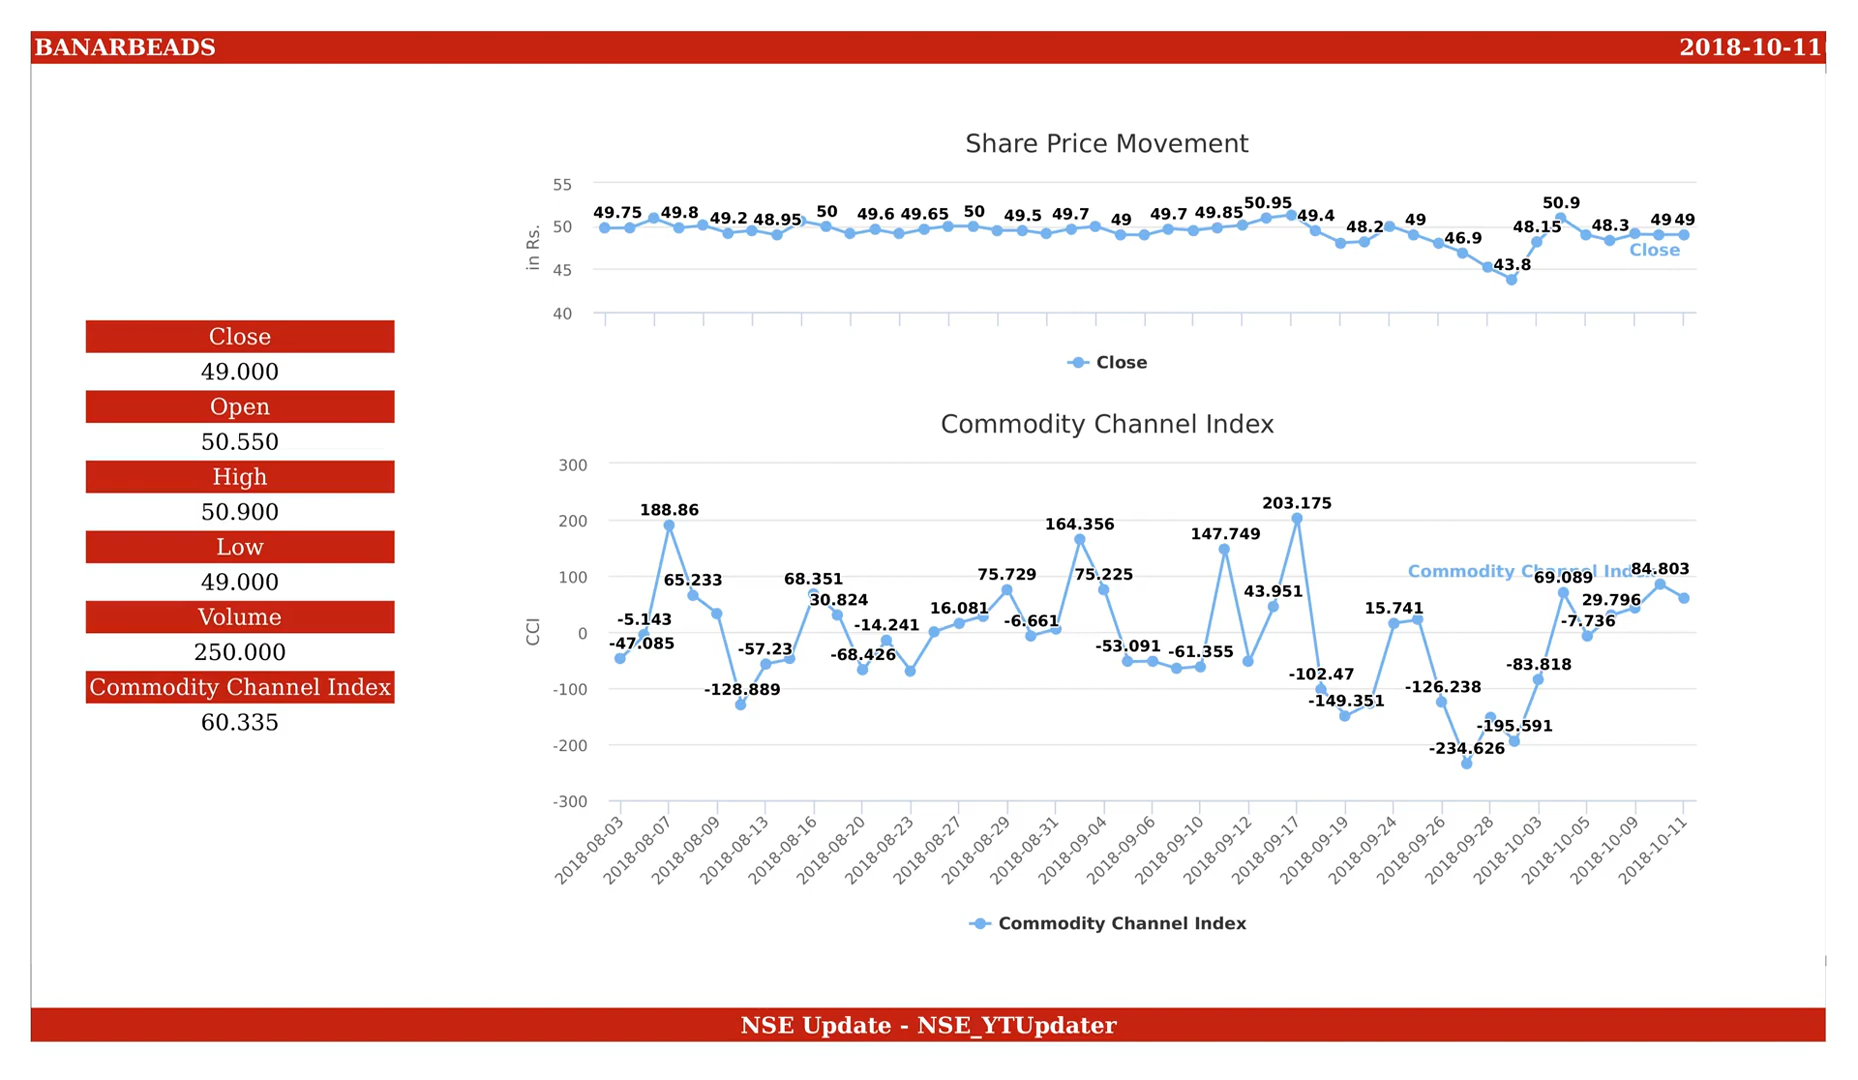 BANARBEADS 2018-10-11
Close
49.000
Open
50.550
High
50.900
Low
49.000
Volume
250.000
Commodity Channel Index
60.335
Share Price Movement
in Rs.
55
50
45
40
49.75 49.8 49.2 48.95 50 49.6 49.65 50 49.5 49.7 49 49.7 49.85 50.95 49.4 48.2 49 46.9 43.8 48.15 50.9 48.3 49 49
Close
Close
Commodity Channel Index
CCI
300
200
100
0
-100
-200
-300
-47.085 -5.143 188.86 65.233 -128.889 -57.23 68.351 30.824 -68.426 -14.241 16.081 75.729 -6.661 164.356 75.225 -53.091 -61.355 147.749 43.951 203.175 -102.47 -149.351 15.741 -126.238 -234.626 -195.591 -83.818 69.089 -7.736 29.796 84.803
Commodity Channel Index
2018-08-03 2018-08-07 2018-08-09 2018-08-13 2018-08-16 2018-08-20 2018-08-23 2018-08-27 2018-08-29 2018-08-31 2018-09-04 2018-09-06 2018-09-10 2018-09-12 2018-09-17 2018-09-19 2018-09-24 2018-09-26 2018-09-28 2018-10-03 2018-10-05 2018-10-09 2018-10-11
Commodity Channel Index
NSE Update - NSE_YTUpdater